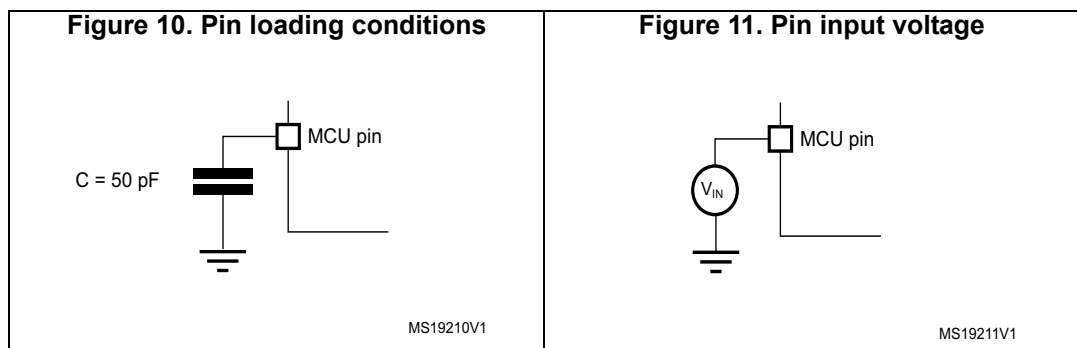 Figure 10. Pin loading conditions
MCU pin
C = 50 pF
MS19210V1
Figure 11. Pin input voltage
MCU pin
VIN
MS19211V1